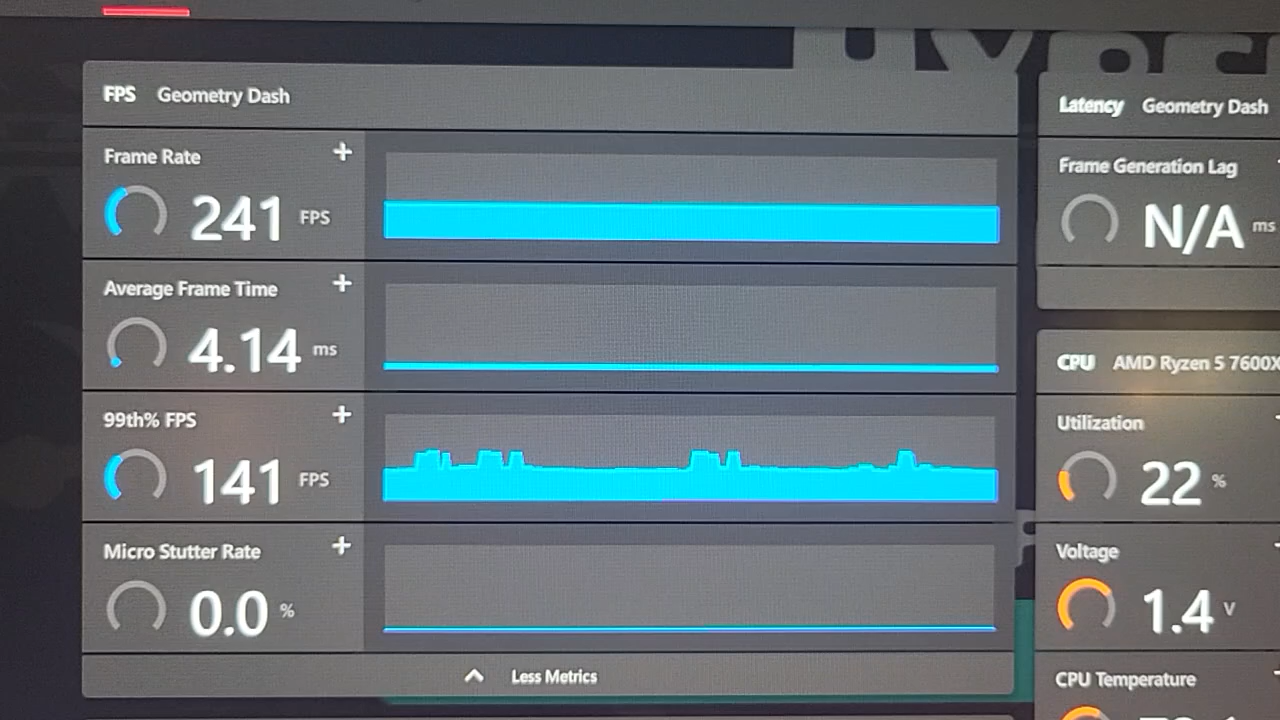 FPS Geometry Dash
Frame Rate
241 FPS
Average Frame Time
4.14 ms
99th% FPS
141 FPS
Micro Stutter Rate
0.0 %
Less Metrics
Latency Geometry Dash
Frame Generation Lag
N/A ms
CPU AMD Ryzen 5 7600X
Utilization
22 %
Voltage
1.4 V
CPU Temperature